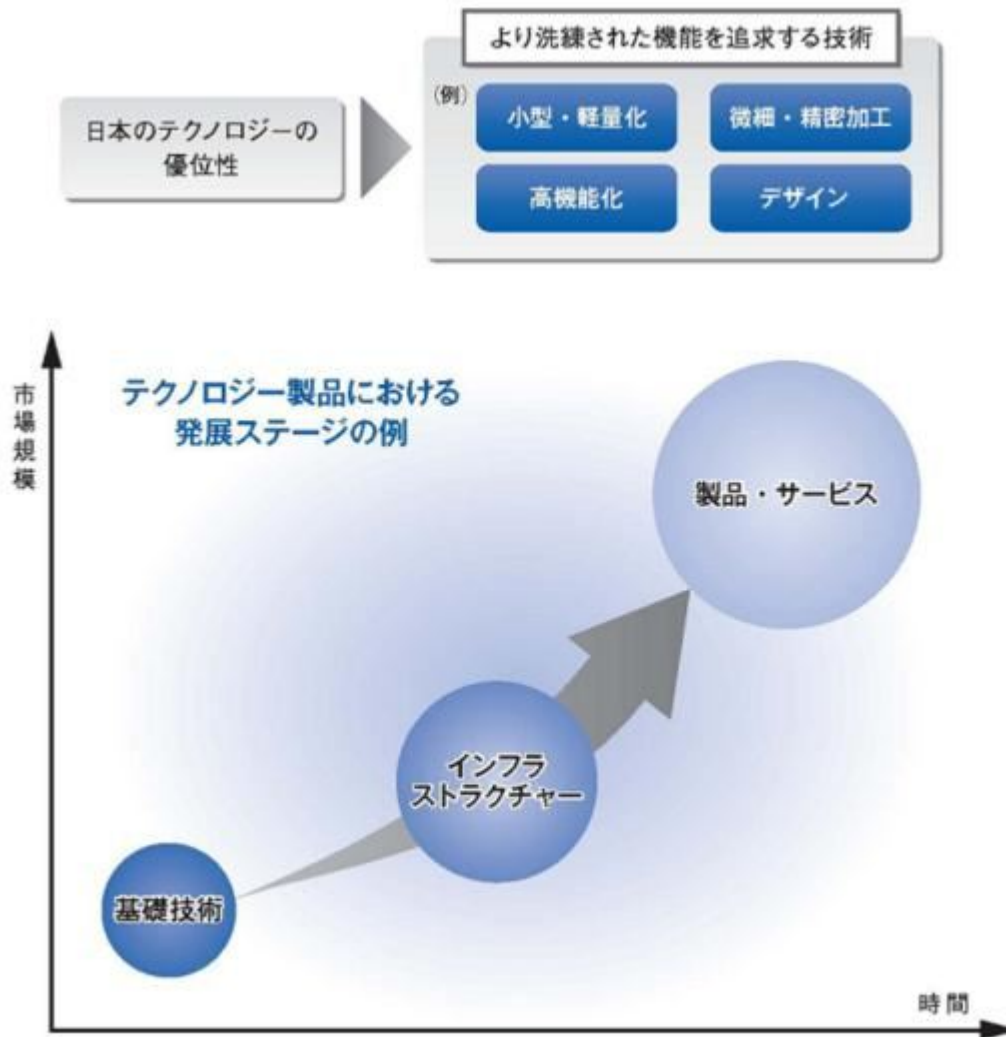 より洗練された機能を追求する技術
(例)
小型・軽量化
微細・精密加工
日本のテクノロジーの
優位性
高機能化
デザイン
市場規模
テクノロジー製品における
発展ステージの例
製品・サービス
インフラ
ストラクチャー
基礎技術
時間